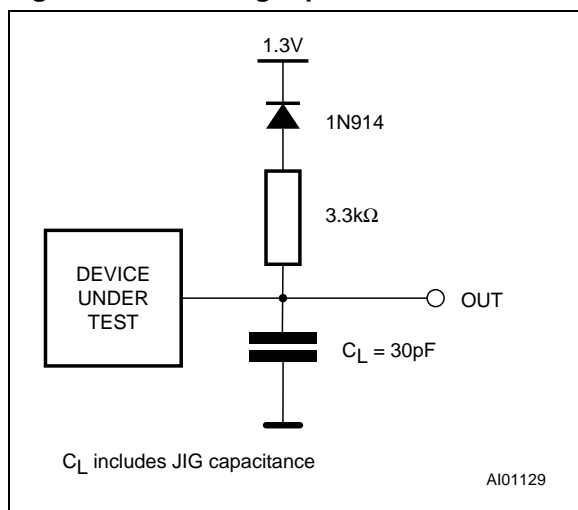 1.3V
1N914
3.3kΩ
DEVICE
UNDER
TEST
OUT
CL = 30pF
CL includes JIG capacitance
AI01129